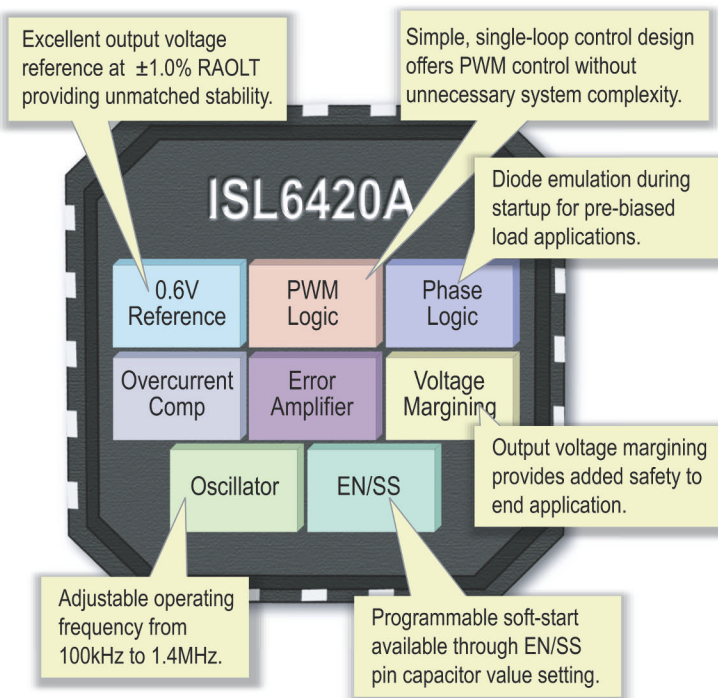 Excellent output voltage
reference at ±1.0% RAOLT
providing unmatched stability.
Simple, single-loop control design
offers PWM control without
unnecessary system complexity.
ISL6420A
Diode emulation during
startup for pre-biased
load applications.
0.6V
Reference
PWM
Logic
Phase
Logic
Overcurrent
Comp
Error
Amplifier
Voltage
Margining
Output voltage margining
provides added safety to
end application.
Oscillator
EN/SS
Adjustable operating
frequency from
100kHz to 1.4MHz.
Programmable soft-start
available through EN/SS
pin capacitor value setting.